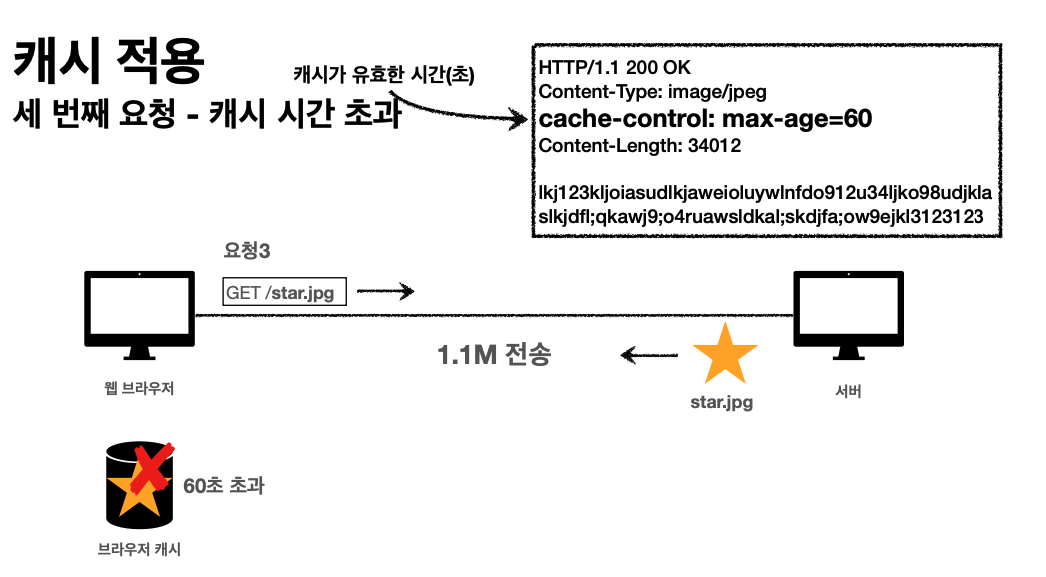 캐시 적용
세 번째 요청 - 캐시 시간 초과
캐시가 유효한 시간(초)
HTTP/1.1 200 OK
Content-Type: image/jpeg
cache-control: max-age=60
Content-Length: 34012
lkj123kljoiasudlkjaweioluywlnfdo912u34ljko98udjkla
slkjdfl;qkawj9;o4ruawsldkal;skdjfa;ow9ejkl3123123
요청3
GET /star.jpg
1.1M 전송
star.jpg
웹 브라우저
서버
60초 초과
브라우저 캐시